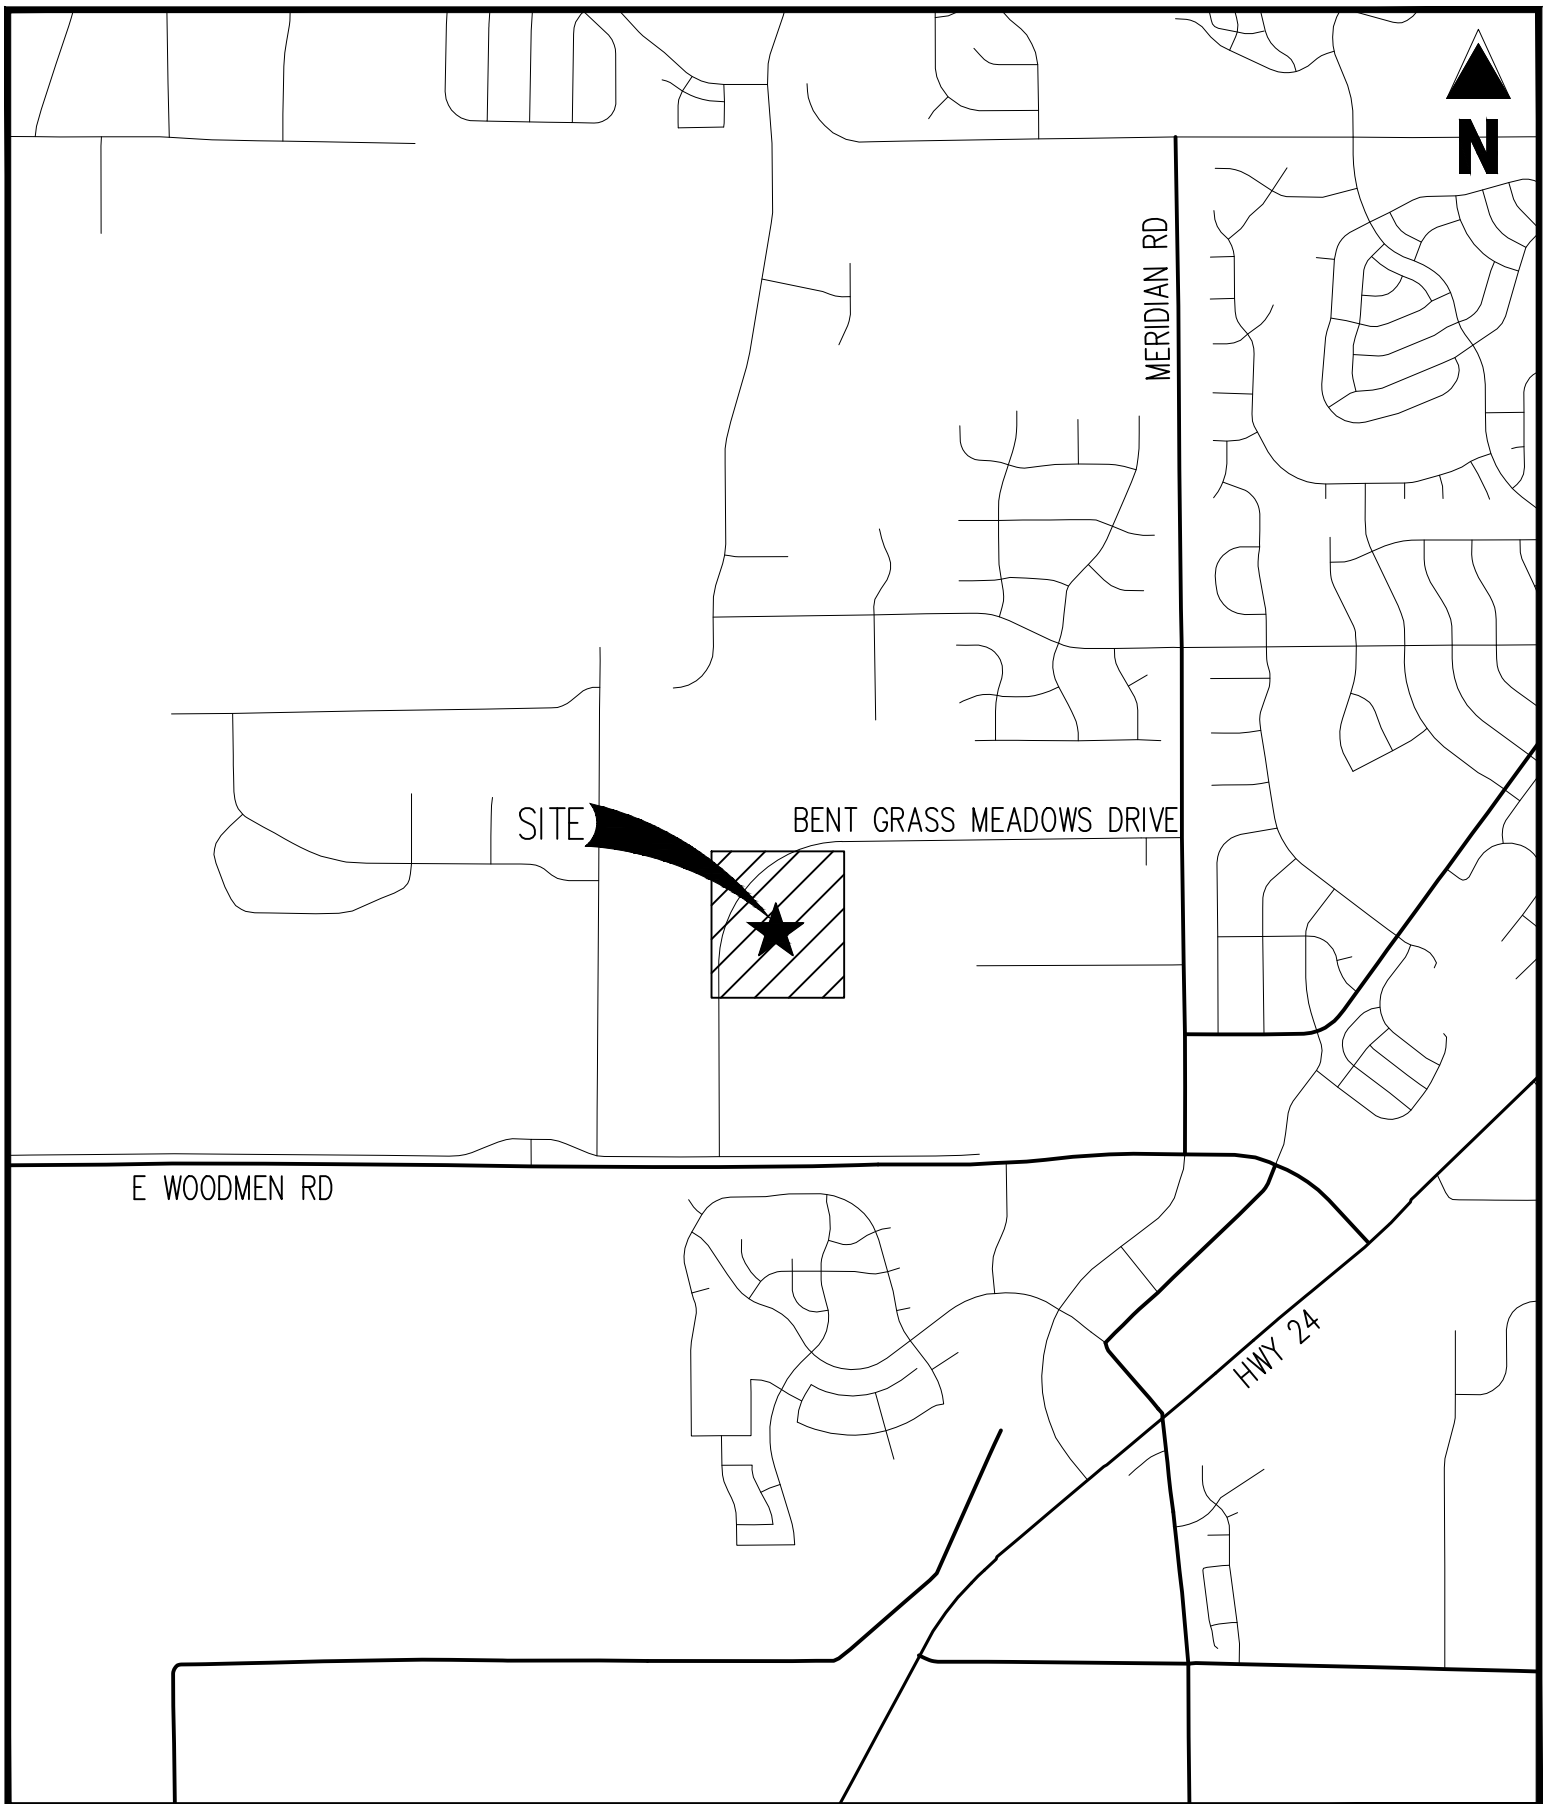 N
MERIDIAN RD
SITE
BENT GRASS MEADOWS DRIVE
E WOODMEN RD
HWY 24